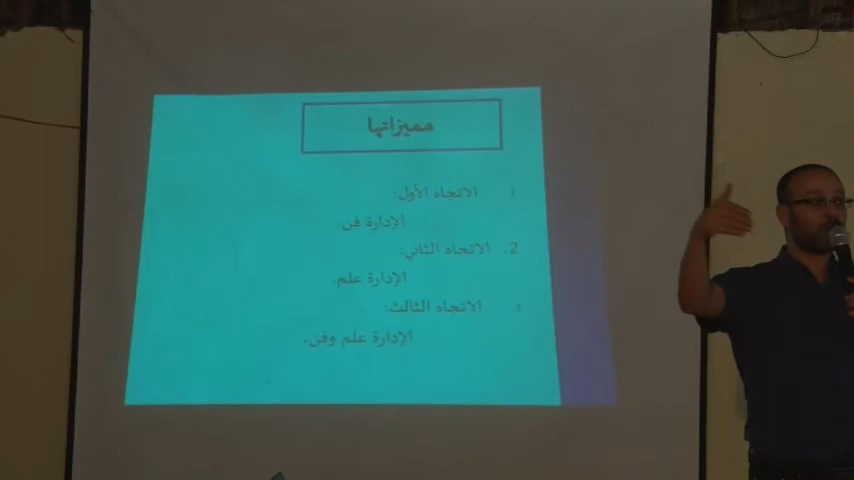 مميزاتها
1. الاتجاه الأول:
الإدارة فن
2. الاتجاه الثاني:
الإدارة علم.
3. الاتجاه الثالث:
الإدارة علم وفن.